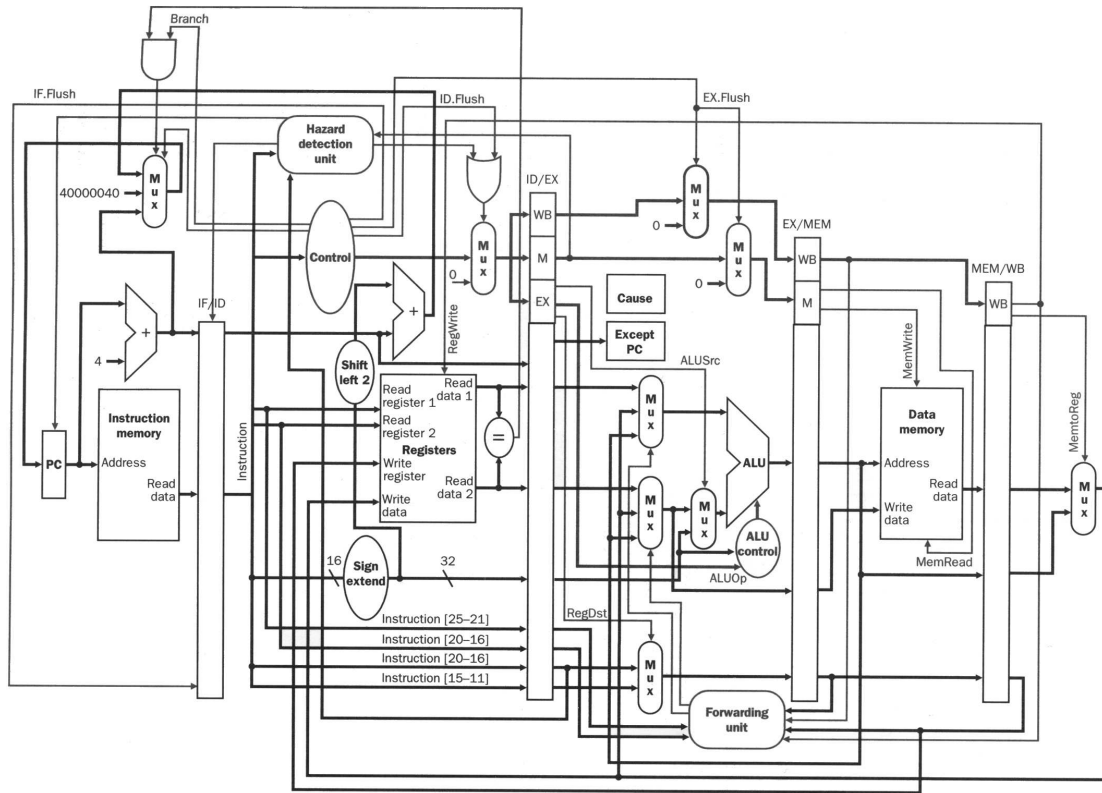 Branch
IF.Flush
ID.Flush
EX.Flush
Hazard
detection
unit
M
u
x
40000040
ID/EX
WB
M
EX
M
u
x
0
EX/MEM
WB
M
M
u
x
0
MEM/WB
WB
Control
M
u
x
0
Cause
Except
PC
IF/ID
+
4
+
RegWrite
Shift
left 2
ALUSrc
MemWrite
MemtoReg
Instruction
memory
Address
Read
data
PC
Instruction
Read
register 1
Read
register 2
Registers
Write
register
Write
data
Read
data 1
Read
data 2
=
M
u
x
M
u
x
M
u
x
ALU
ALU
control
ALUOp
Data
memory
Address
Read
data
Write
data
MemRead
M
u
x
16
Sign
extend
32
RegDst
Instruction [25–21]
Instruction [20–16]
Instruction [20–16]
Instruction [15–11]
M
u
x
Forwarding
unit